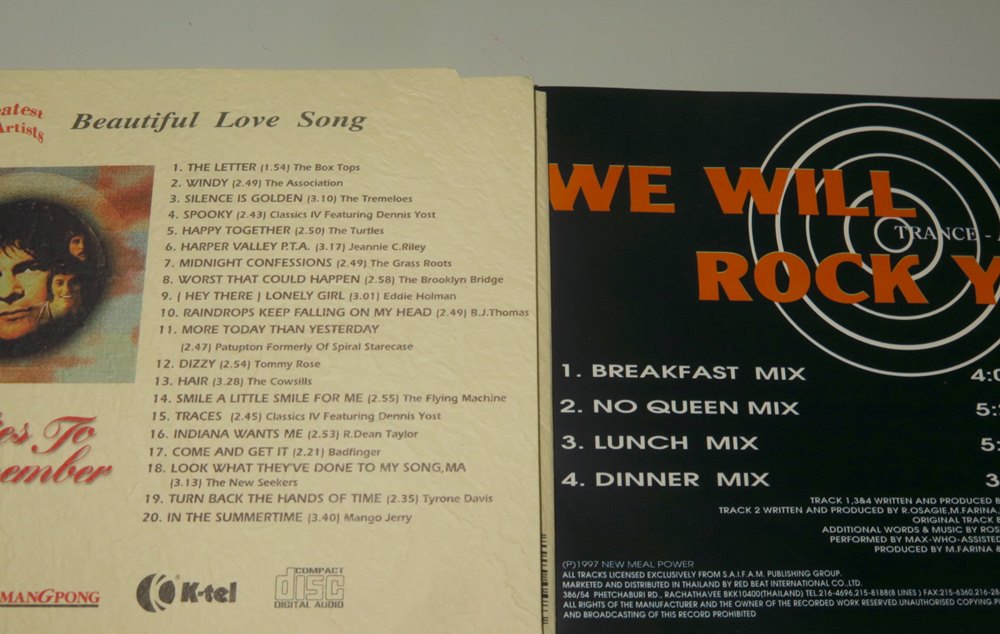 eatest
Artists
Beautiful Love Song
1. THE LETTER (1.54) The Box Tops
2. WINDY (2.49) The Association
3. SILENCE IS GOLDEN (3.10) The Tremeloes
4. SPOOKY (2.43) Classics IV Featuring Dennis Yost
5. HAPPY TOGETHER (2.50) The Turtles
6. HARPER VALLEY P.T.A. (3.17) Jeannie C.Riley
7. MIDNIGHT CONFESSIONS (2.49) The Grass Roots
8. WORST THAT COULD HAPPEN (2.58) The Brooklyn Bridge
9. ( HEY THERE ) LONELY GIRL (3.01) Eddie Holman
10. RAINDROPS KEEP FALLING ON MY HEAD (2.49) B.J.Thomas
11. MORE TODAY THAN YESTERDAY
(2.47) Patupton Formerly Of Spiral Starecase
12. DIZZY (2.54) Tommy Rose
13. HAIR (3.28) The Cowsills
14. SMILE A LITTLE SMILE FOR ME (2.55) The Flying Machine
15. TRACES (2.45) Classics IV Featuring Dennis Yost
16. INDIANA WANTS ME (2.53) R.Dean Taylor
17. COME AND GET IT (2.21) Badfinger
18. LOOK WHAT THEY'VE DONE TO MY SONG,MA
(3.13) The New Seekers
19. TURN BACK THE HANDS OF TIME (2.35) Tyrone Davis
20. IN THE SUMMERTIME (3.40) Mango Jerry
es To
ember
MANGPONG
K-tel
COMPACT
disc
DIGITAL AUDIO
WE WILL
TRANCE -
ROCK Y
1. BREAKFAST MIX 4:0
2. NO QUEEN MIX 5:
3. LUNCH MIX 5:
4. DINNER MIX 3
TRACK 1,3&4 WRITTEN AND PRODUCED B
TRACK 2 WRITTEN AND PRODUCED BY R.OSAGIE,M.FARINA,
ORIGINAL TRACK B
ADDITIONAL WORDS & MUSIC BY ROS
PERFORMED BY MAX-WHO-ASSISTED
PRODUCED BY M.FARINA &
(P)1997 NEW MEAL POWER
ALL TRACKS LICENSED EXCLUSIVELY FROM S.A.I.F.A.M. PUBLISHING GROUP.
MARKETED AND DISTRIBUTED IN THAILAND BY RED BEAT INTERNATIONAL CO.,LTD.
386/54 PHETCHABURI RD., RACHATHAVEE BKK10400(THAILAND) TEL.216-4696,215-8188(8 LINES ) FAX:215-6360,216-28
ALL RIGHTS OF THE MANUFACTURER AND THE OWNER OF THE RECORDED WORK RESERVED.UNAUTHORISED COPYING,P
AND BROADCASTING OF THIS RECORD PROHIBITED